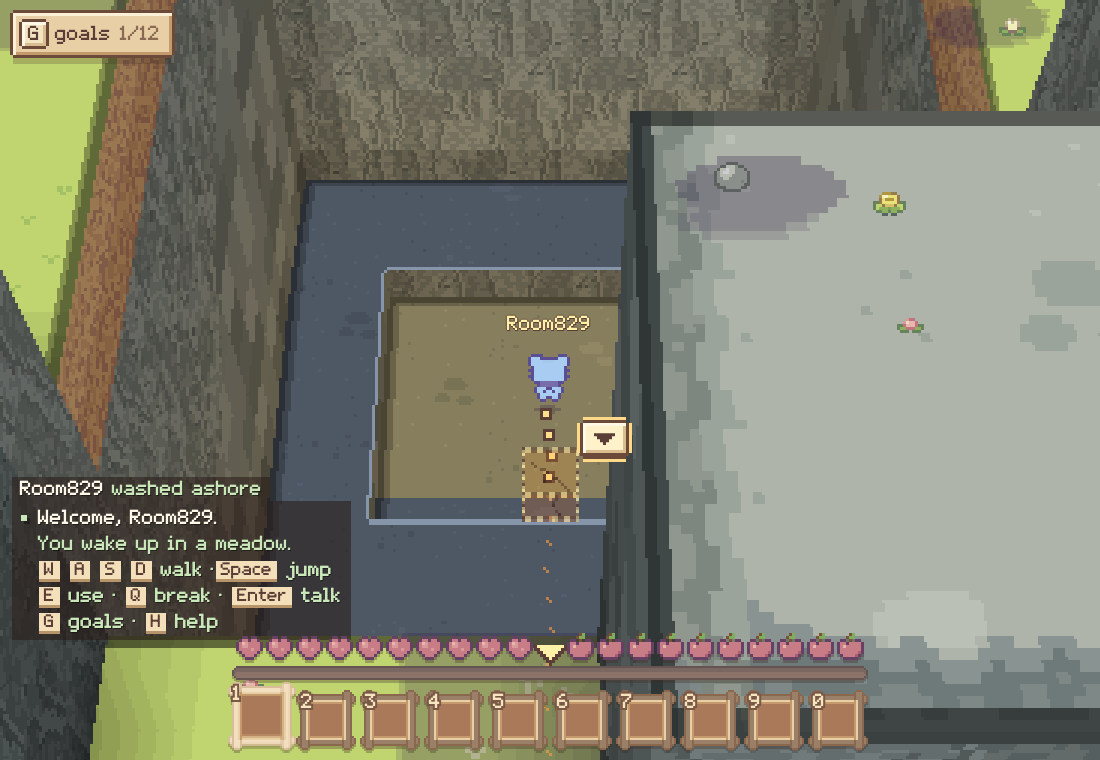 G goals 1/12
Room829
Room829 washed ashore
Welcome, Room829.
You wake up in a meadow.
W A S D walk · Space jump
E use · Q break · Enter talk
G goals · H help
1 2 3 4 5 6 7 8 9 0